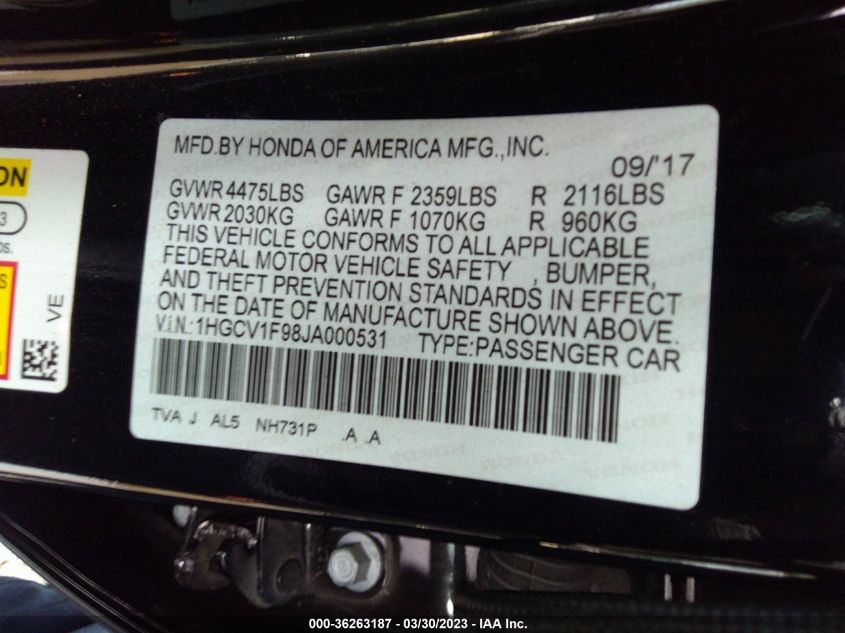 MFD.BY HONDA OF AMERICA MFG.,INC.
09/'17
GVWR 4475LBS GAWR F 2359LBS R 2116LBS
GVWR 2030KG GAWR F 1070KG R 960KG
THIS VEHICLE CONFORMS TO ALL APPLICABLE
FEDERAL MOTOR VEHICLE SAFETY , BUMPER,
AND THEFT PREVENTION STANDARDS IN EFFECT
ON THE DATE OF MANUFACTURE SHOWN ABOVE.
V.I.N.:1HGCV1F98JA000531 TYPE:PASSENGER CAR
TVA J AL5 NH731P .A .A
ON
3
VE
000-36263187 - 03/30/2023 - IAA Inc.